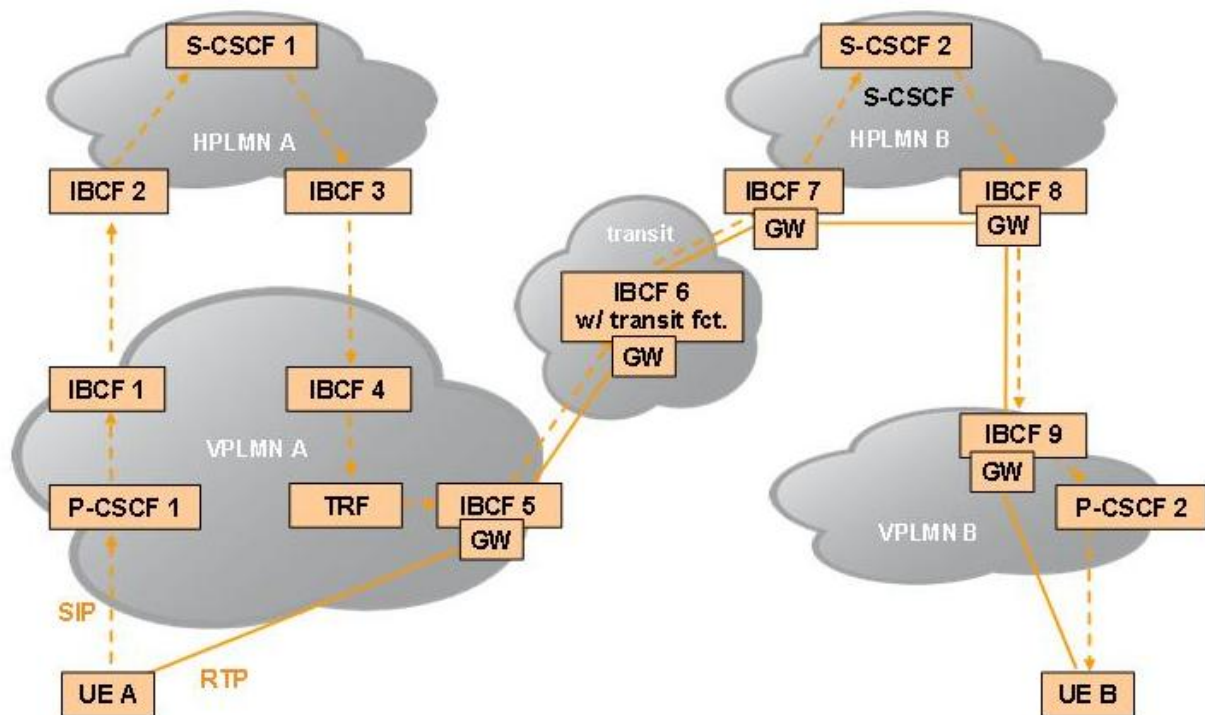 S-CSCF 1
S-CSCF 2
S-CSCF
HPLMN A
HPLMN B
IBCF 2
IBCF 3
IBCF 7
IBCF 8
GW
GW
transit
IBCF 6
w/ transit fct.
GW
IBCF 1
IBCF 4
IBCF 9
GW
VPLMN A
P-CSCF 1
TRF
IBCF 5
GW
P-CSCF 2
VPLMN B
SIP
RTP
UE A
UE B